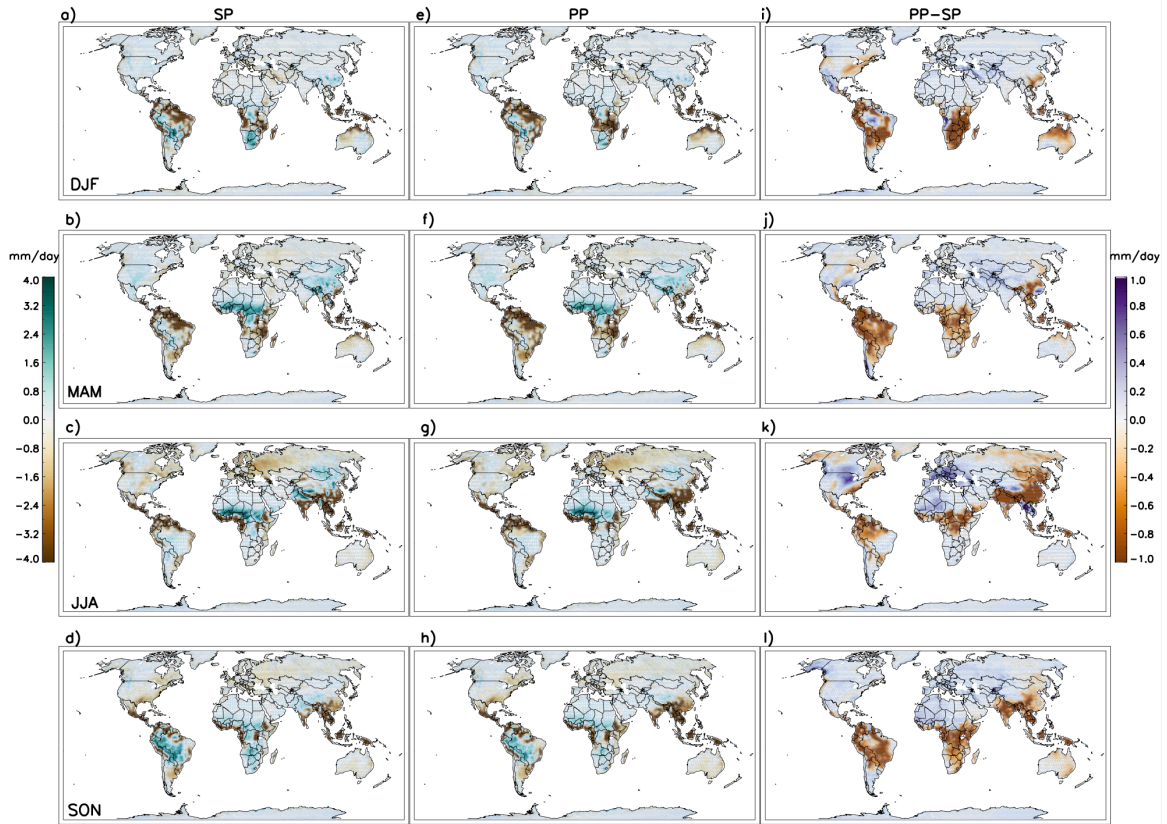 a) SP e) PP i) PP−SP
DJF
b) f) j)
mm/day mm/day
4.0
3.2
2.4
1.6
0.8
0.0
−0.8
−1.6
−2.4
−3.2
−4.0
MAM
1.0
0.8
0.6
0.4
0.2
0.0
−0.2
−0.4
−0.6
−0.8
−1.0
c) g) k)
JJA
d) h) l)
SON